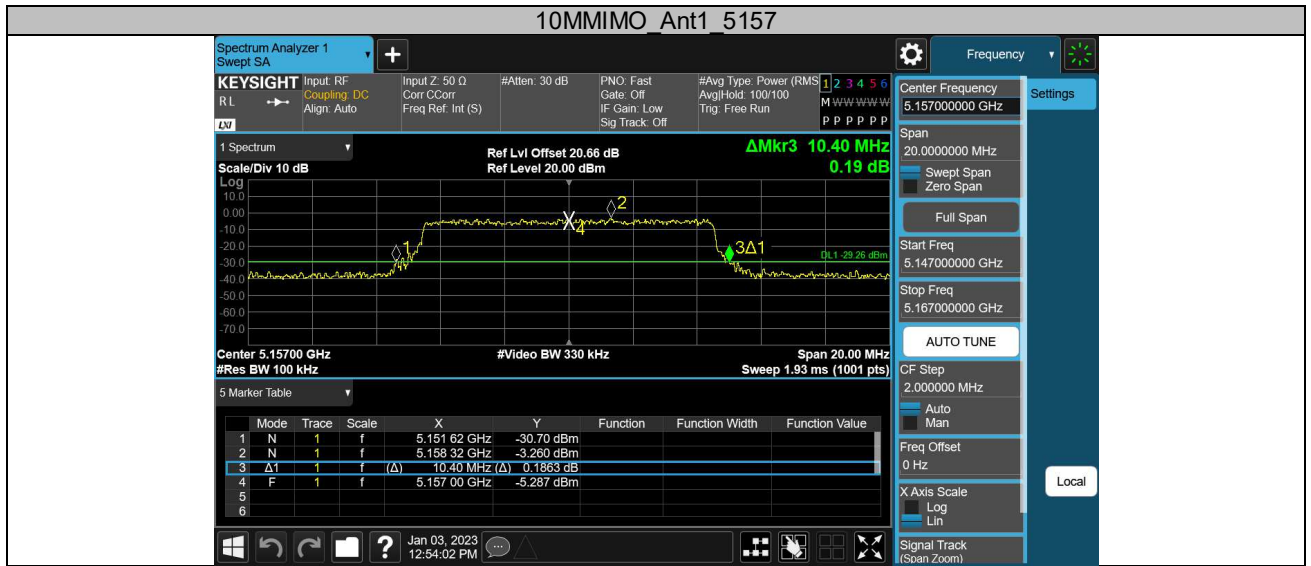 10MMIMO_Ant1_5157
Spectrum Analyzer 1
Swept SA
+
Frequency
KEYSIGHT
Input: RF
Input Z: 50 Ω
#Atten: 30 dB
PNO: Fast
#Avg Type: Power (RMS
1 2 3 4 5 6
R L
Coupling: DC
Corr CCorr
Gate: Off
Avg|Hold: 100/100
M W W W W W
Align: Auto
Freq Ref: Int (S)
IF Gain: Low
Trig: Free Run
Sig Track: Off
P P P P P P
LXI
1 Spectrum
Ref Lvl Offset 20.66 dB
ΔMkr3 10.40 MHz
Scale/Div 10 dB
Ref Level 20.00 dBm
0.19 dB
Log
10.0
0.00
-10.0
-20.0
-30.0
-40.0
-50.0
-60.0
-70.0
1
2
4
3Δ1
DL1 -29.26 dBm
Center 5.15700 GHz
#Video BW 330 kHz
Span 20.00 MHz
#Res BW 100 kHz
Sweep 1.93 ms (1001 pts)
5 Marker Table
Mode Trace Scale X Y Function Function Width Function Value
1 N 1 f 5.151 62 GHz -30.70 dBm
2 N 1 f 5.158 32 GHz -3.260 dBm
3 Δ1 1 f (Δ) 10.40 MHz (Δ) 0.1863 dB
4 F 1 f 5.157 00 GHz -5.287 dBm
5
6
?
Jan 03, 2023
12:54:02 PM
Center Frequency
5.157000000 GHz
Settings
Span
20.0000000 MHz
Swept Span
Zero Span
Full Span
Start Freq
5.147000000 GHz
Stop Freq
5.167000000 GHz
AUTO TUNE
CF Step
2.000000 MHz
Auto
Man
Freq Offset
0 Hz
Local
X Axis Scale
Log
Lin
Signal Track
(Span Zoom)